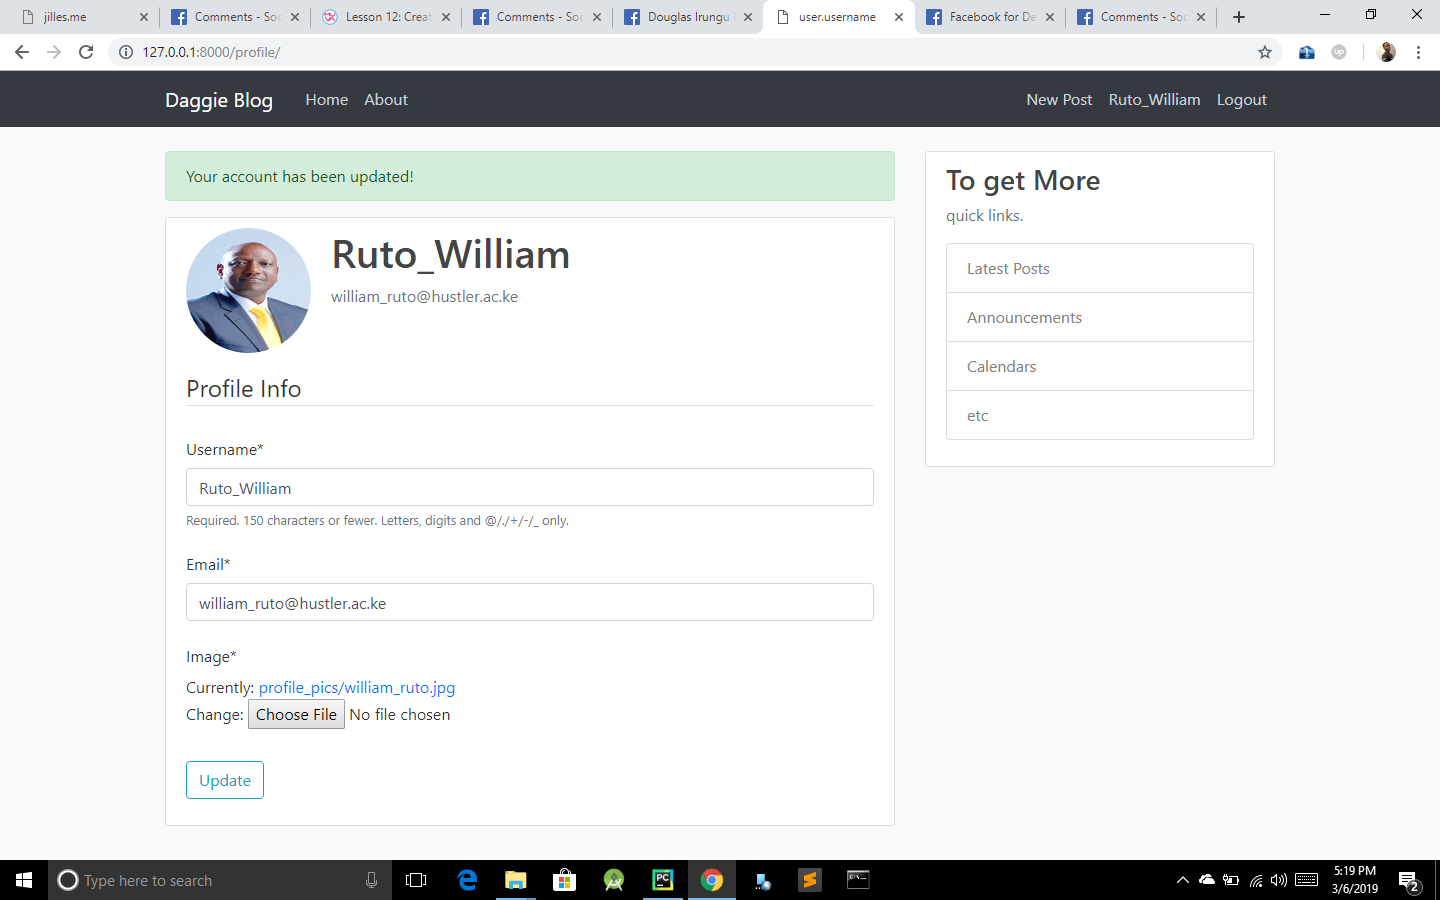 jilles.me
Comments - Soc
Lesson 12: Creat
Comments - Soc
Douglas Irungu
user.username
Facebook for De
Comments - Soc
127.0.0.1:8000/profile/
Daggie Blog
Home
About
New Post
Ruto_William
Logout
Your account has been updated!
Ruto_William
william_ruto@hustler.ac.ke
Profile Info
Username*
Ruto_William
Required. 150 characters or fewer. Letters, digits and @/./+/-/_ only.
Email*
william_ruto@hustler.ac.ke
Image*
Currently: profile_pics/william_ruto.jpg
Change: Choose File No file chosen
Update
To get More
quick links.
Latest Posts
Announcements
Calendars
etc
Type here to search
5:19 PM
3/6/2019
2